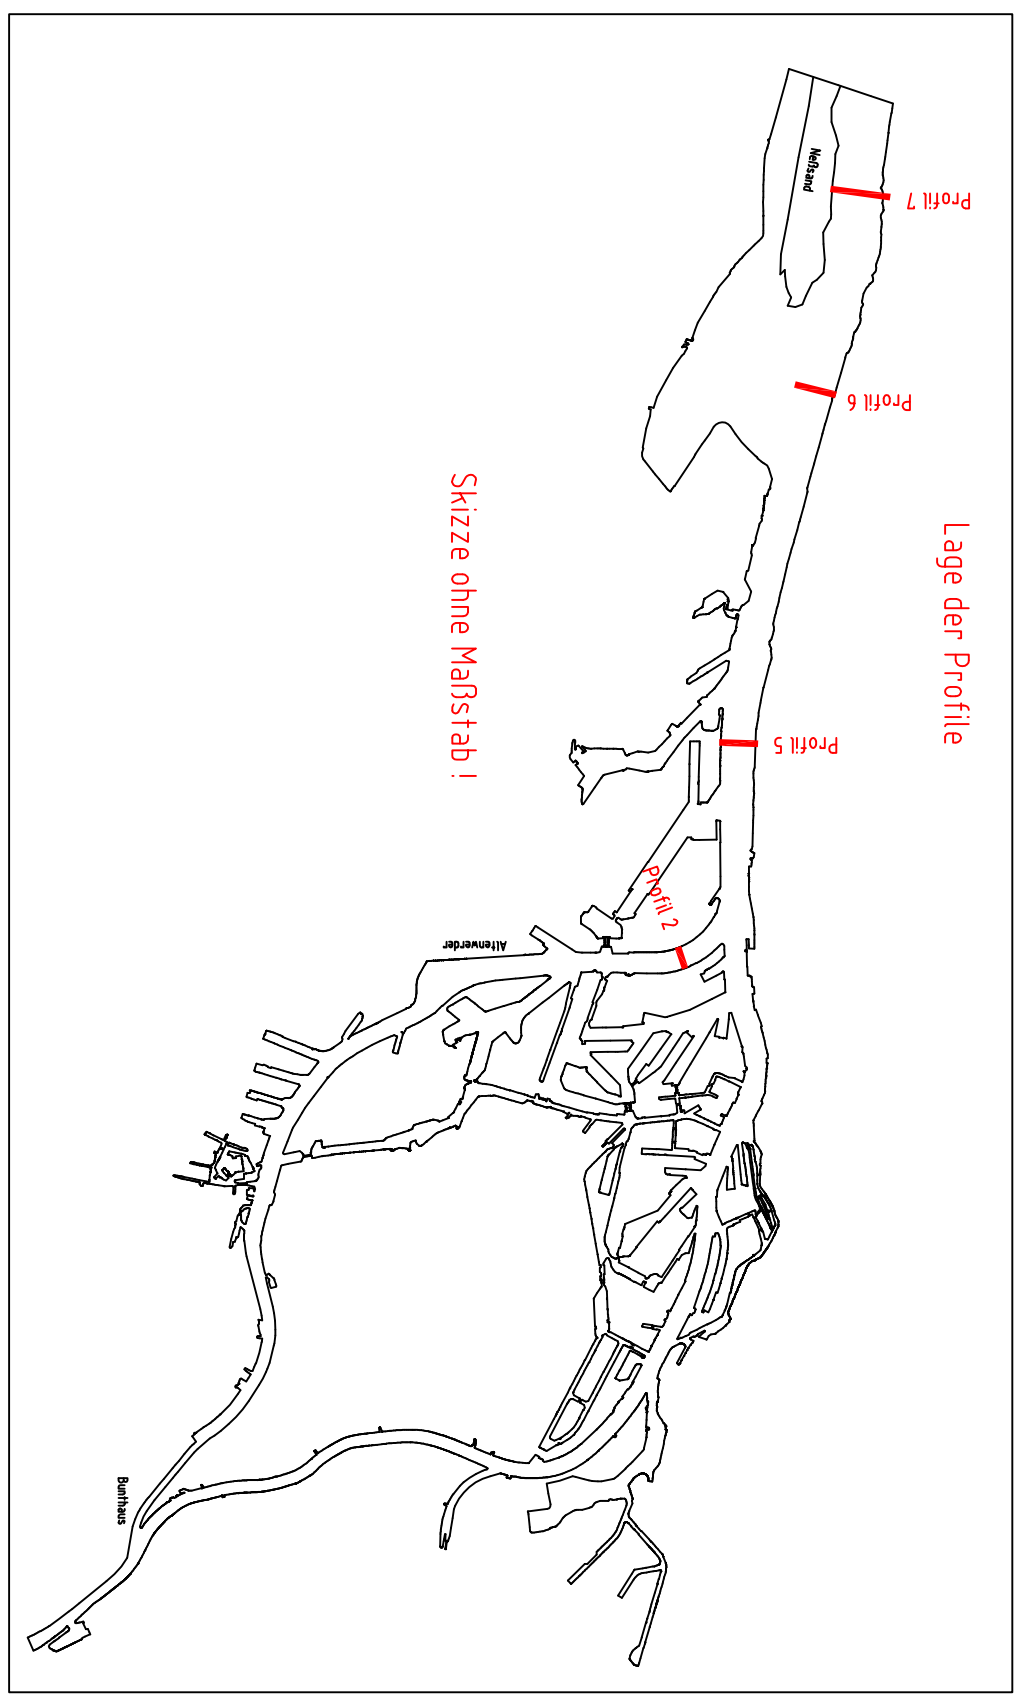 Lage der Profile
Skizze ohne Maßstab !
Neßsand
Profil 7
Profil 6
Profil 5
Profil 2
Altenwerder
Bunthaus